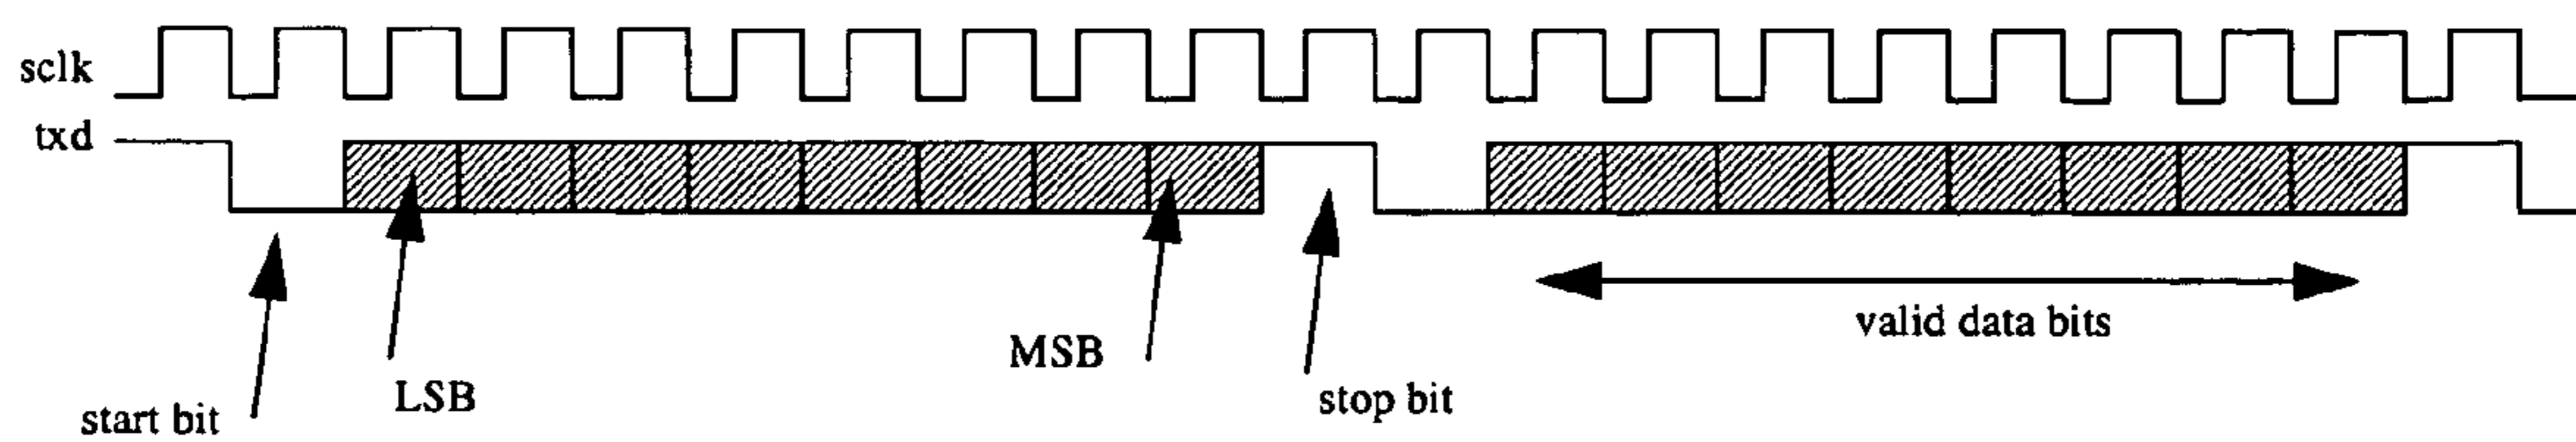 sclk
txd
valid data bits
MSB
LSB
stop bit
start bit